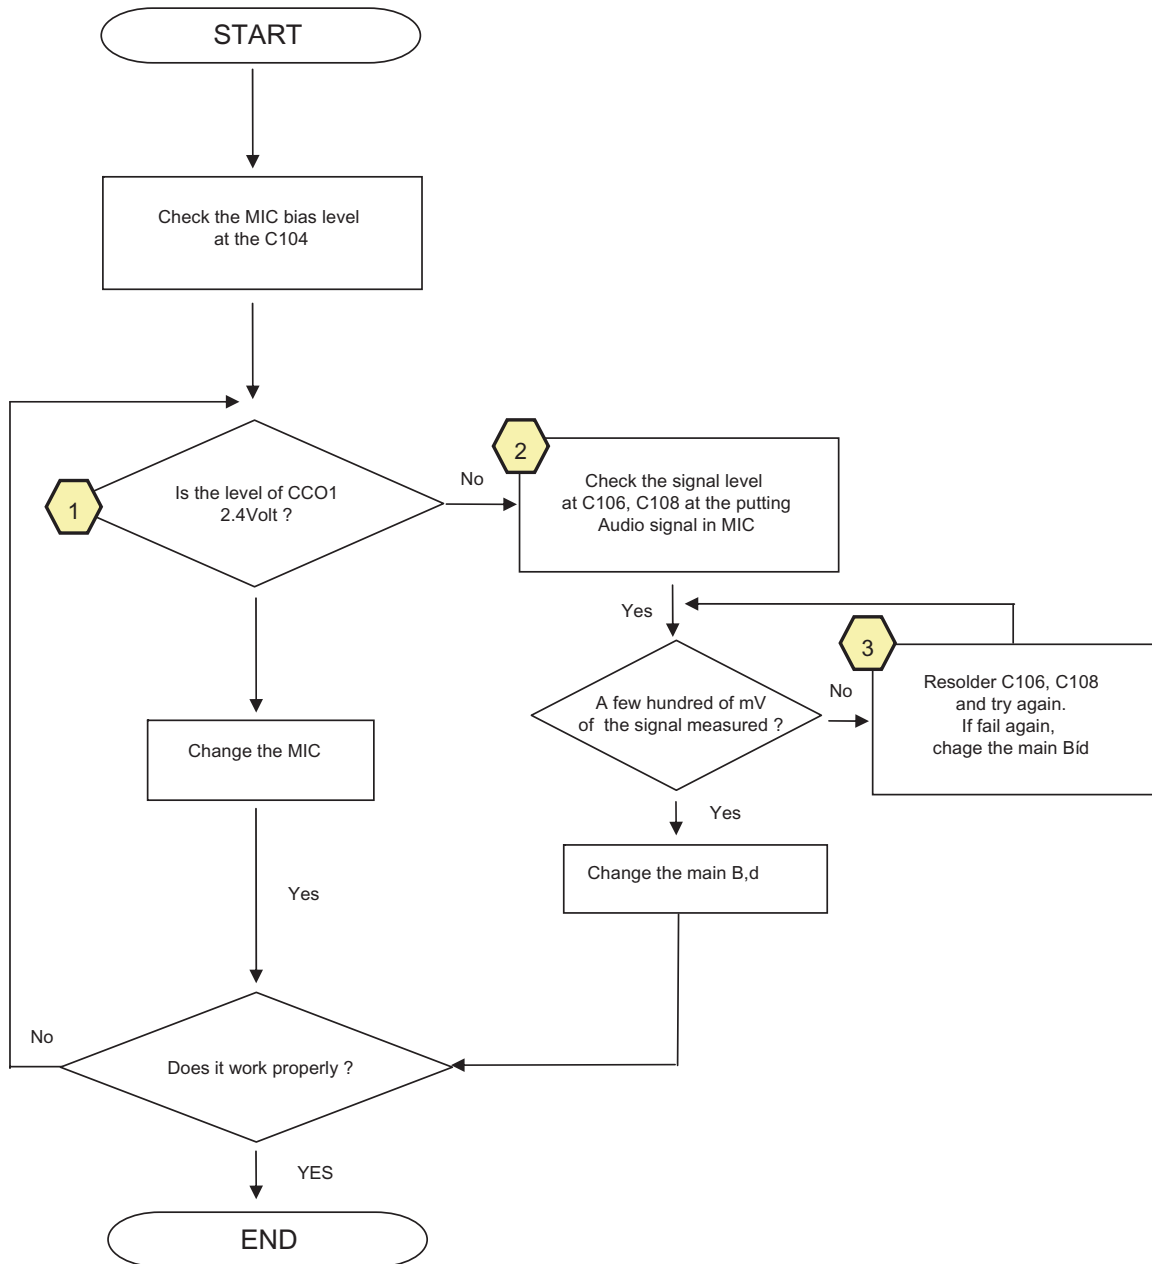 START
Check the MIC bias level
at the C104
1
Is the level of CCO1
2.4Volt ?
No
2
Check the signal level
at C106, C108 at the putting
Audio signal in MIC
Yes
A few hundred of mV
of the signal measured ?
No
3
Resolder C106, C108
and try again.
If fail again,
chage the main Bíd
Change the MIC
Yes
Change the main B,d
Yes
No
Does it work properly ?
YES
END